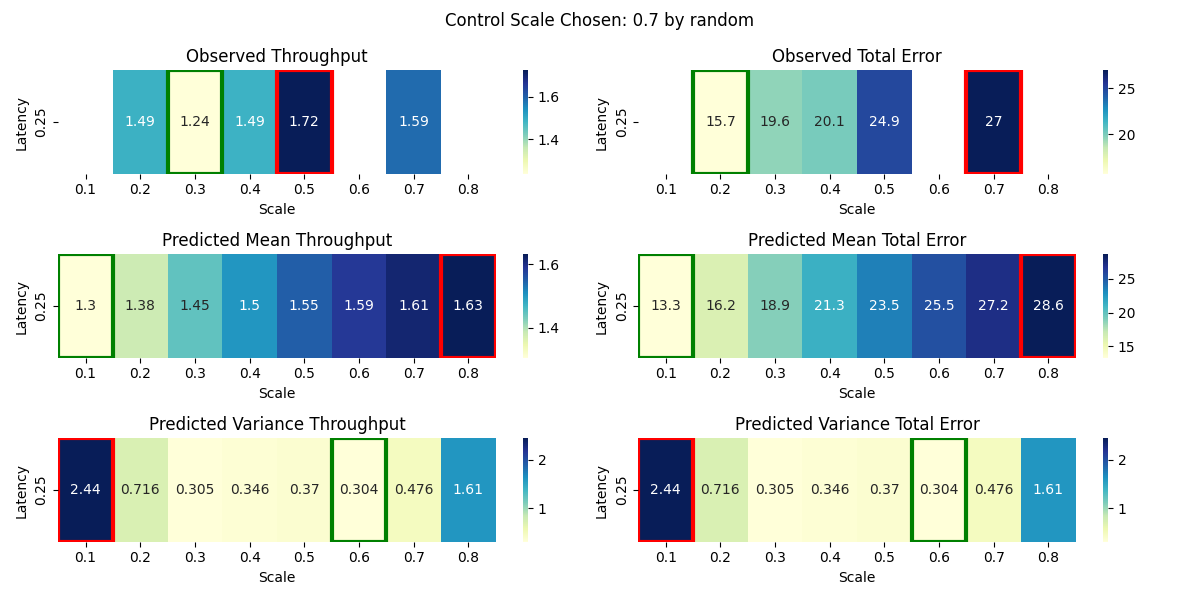 Control Scale Chosen: 0.7 by random
Observed Throughput
Latency
0.25
1.49 1.24 1.49 1.72 1.59
0.1 0.2 0.3 0.4 0.5 0.6 0.7 0.8
Scale
1.6
1.4
Observed Total Error
Latency
0.25
15.7 19.6 20.1 24.9 27
0.1 0.2 0.3 0.4 0.5 0.6 0.7 0.8
Scale
25
20
Predicted Mean Throughput
Latency
0.25
1.3 1.38 1.45 1.5 1.55 1.59 1.61 1.63
0.1 0.2 0.3 0.4 0.5 0.6 0.7 0.8
Scale
1.6
1.4
Predicted Mean Total Error
Latency
0.25
13.3 16.2 18.9 21.3 23.5 25.5 27.2 28.6
0.1 0.2 0.3 0.4 0.5 0.6 0.7 0.8
Scale
25
20
15
Predicted Variance Throughput
Latency
0.25
2.44 0.716 0.305 0.346 0.37 0.304 0.476 1.61
0.1 0.2 0.3 0.4 0.5 0.6 0.7 0.8
Scale
2
1
Predicted Variance Total Error
Latency
0.25
2.44 0.716 0.305 0.346 0.37 0.304 0.476 1.61
0.1 0.2 0.3 0.4 0.5 0.6 0.7 0.8
Scale
2
1